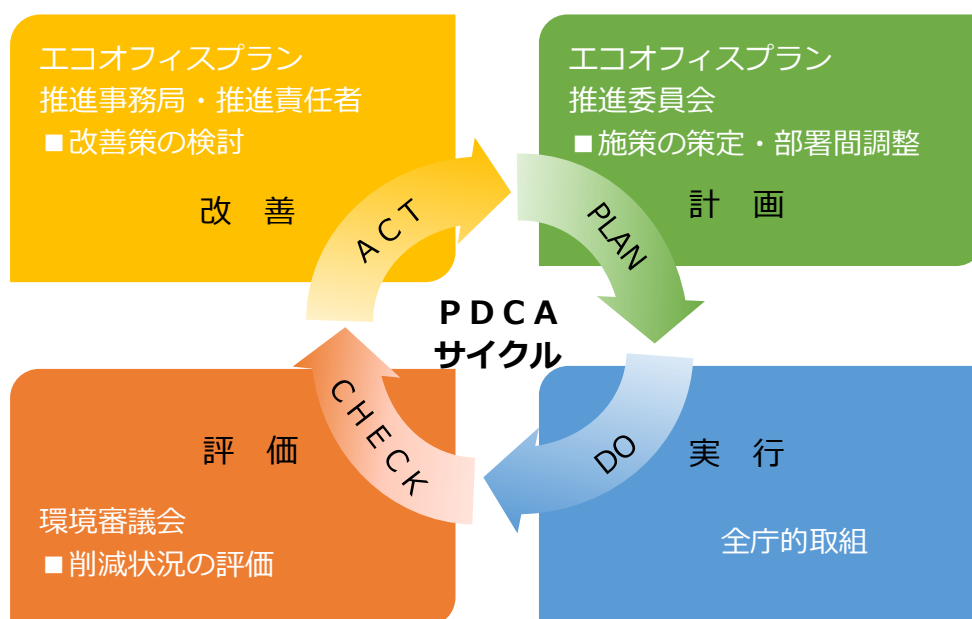 エコオフィスプラン
推進事務局・推進責任者
■改善策の検討
改　善
ACT
エコオフィスプラン
推進委員会
■施策の策定・部署間調整
計　画
PLAN
PDCA
サイクル
評　価
CHECK
環境審議会
■削減状況の評価
DO
実　行
全庁的取組